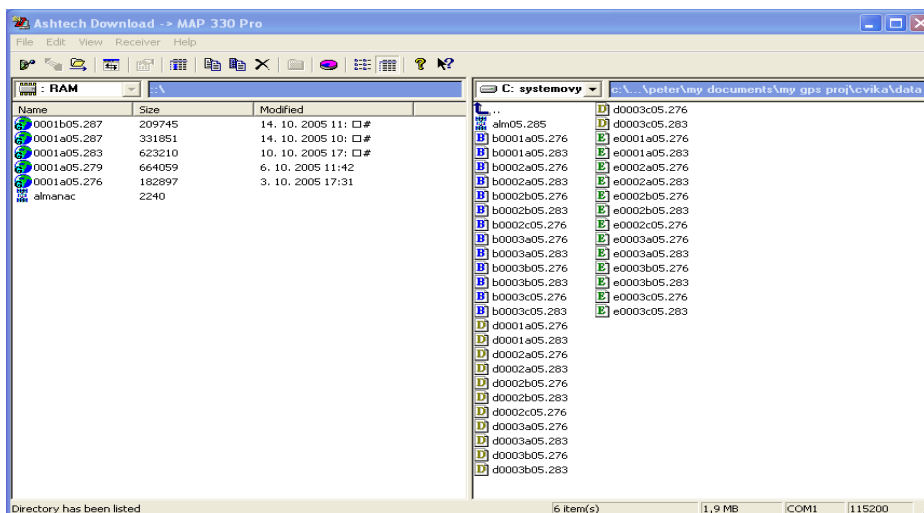 Ashtech Download -> MAP 330 Pro
File Edit View Receiver Help
: RAM
::\
Name Size Modified
0001b05.287 209745 14. 10. 2005 11: □#
0001a05.287 331851 14. 10. 2005 10: □#
0001a05.283 623210 10. 10. 2005 17: □#
0001a05.279 664059 6. 10. 2005 11:42
0001a05.276 182897 3. 10. 2005 17:31
almanac 2240
C: systemovy c:\...\peter\my documents\my gps proj\cvika\data
..
alm05.285
B b0001a05.276
B b0001a05.283
B b0002a05.276
B b0002a05.283
B b0002b05.276
B b0002b05.283
B b0002c05.276
B b0003a05.276
B b0003a05.283
B b0003b05.276
B b0003b05.283
B b0003c05.276
B b0003c05.283
D d0001a05.276
D d0001a05.283
D d0002a05.276
D d0002a05.283
D d0002b05.276
D d0002b05.283
D d0002c05.276
D d0003a05.276
D d0003a05.283
D d0003b05.276
D d0003b05.283
D d0003c05.276
D d0003c05.283
E e0001a05.276
E e0001a05.283
E e0002a05.276
E e0002a05.283
E e0002b05.276
E e0002b05.283
E e0002c05.276
E e0003a05.276
E e0003a05.283
E e0003b05.276
E e0003b05.283
E e0003c05.276
E e0003c05.283
Directory has been listed 6 item(s) 1,9 MB COM1 115200